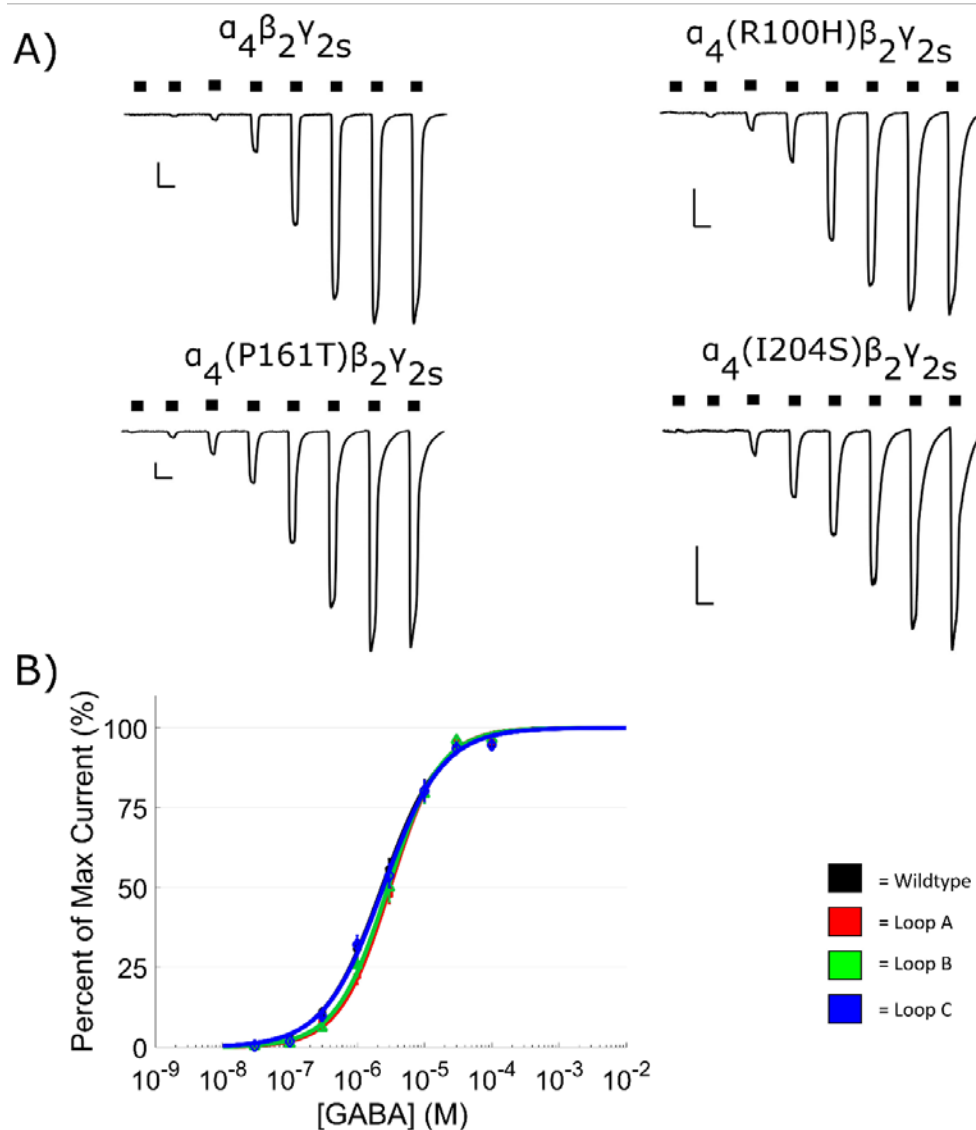 A)
α₄β₂γ₂ₛ
α₄(R100H)β₂γ₂ₛ
α₄(P161T)β₂γ₂ₛ
α₄(I204S)β₂γ₂ₛ
B)
Percent of Max Current (%)
100
75
50
25
0
10⁻⁹ 10⁻⁸ 10⁻⁷ 10⁻⁶ 10⁻⁵ 10⁻⁴ 10⁻³ 10⁻²
[GABA] (M)
= Wildtype
= Loop A
= Loop B
= Loop C